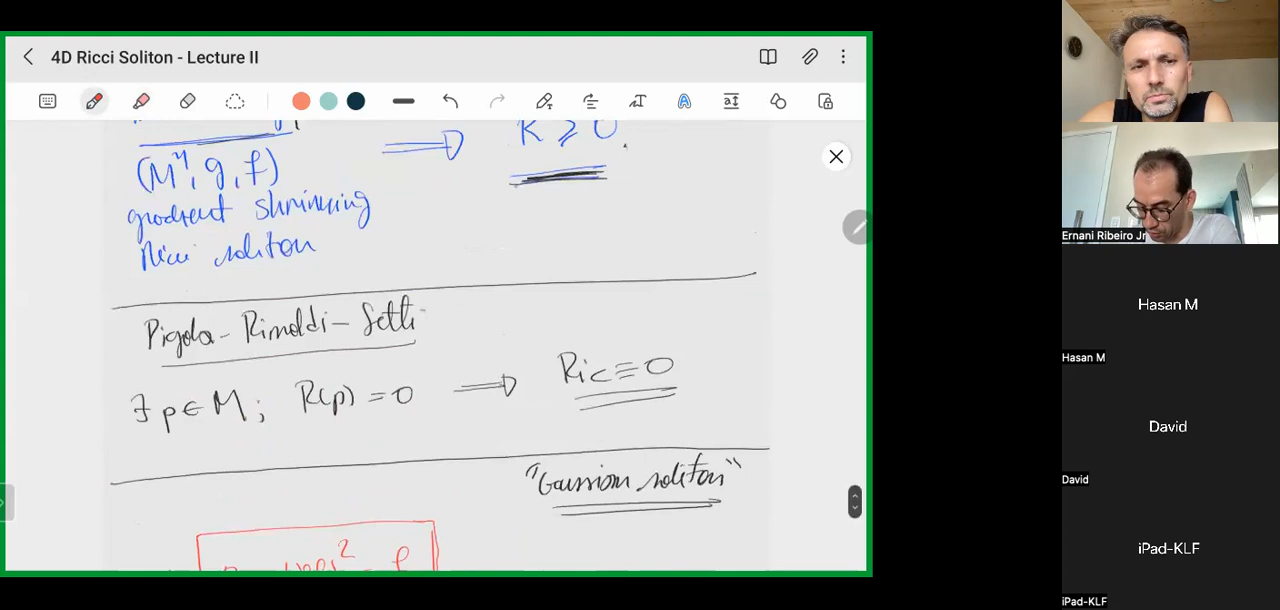 4D Ricci Soliton - Lecture II
(Mⁿ, g, f) ⟹ R ⩾ 0.
gradient shrinking
Ricci soliton
Pigola-Rimoldi-Setti
∃ p ∈ M; R(p) = 0 ⟹ Ric ≡ 0
"Gaussian soliton"
Ernani Ribeiro Jr
Hasan M
Hasan M
David
David
iPad-KLF
iPad-KLF